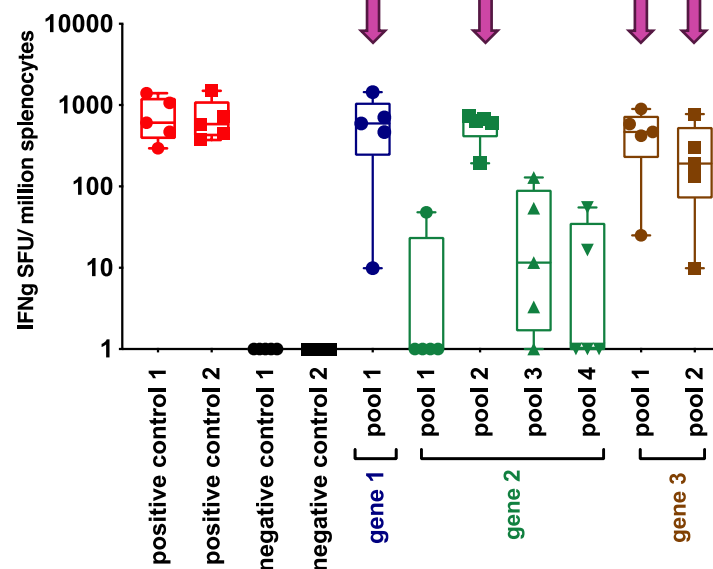 IFNg SFU/ million splenocytes
10000
1000
100
10
1
positive control 1
positive control 2
negative control 1
negative control 2
pool 1
pool 1
pool 2
pool 3
pool 4
pool 1
pool 2
gene 1
gene 2
gene 3